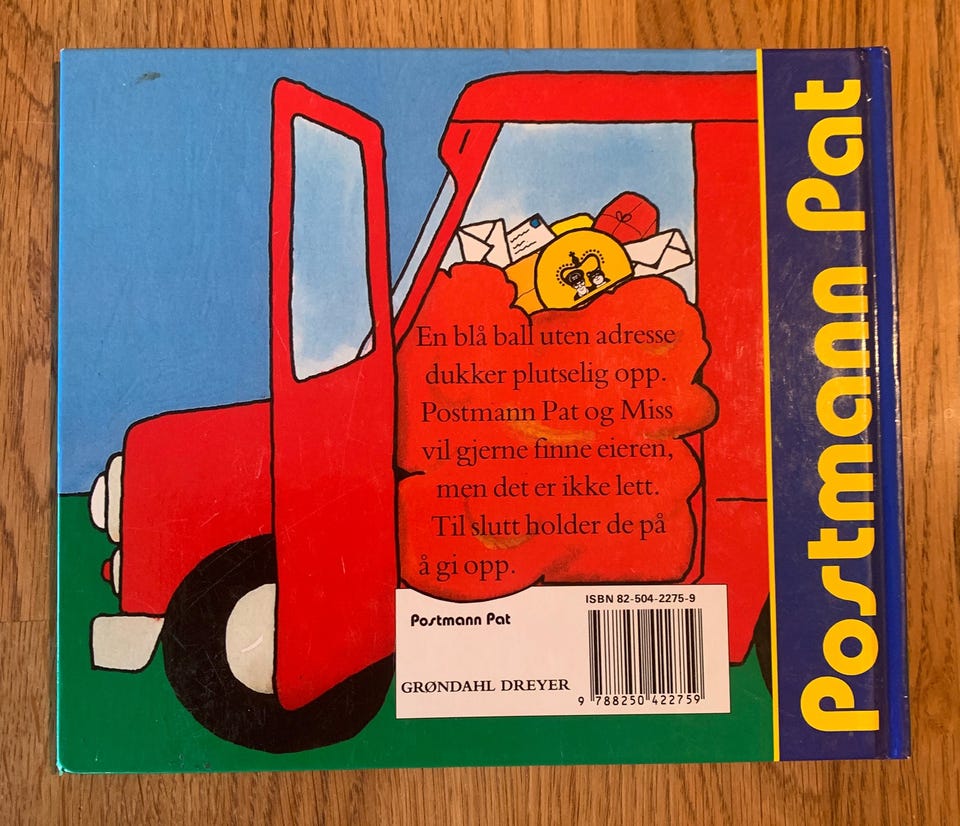 En blå ball uten adresse
dukker plutselig opp.
Postmann Pat og Miss
vil gjerne finne eieren,
men det er ikke lett.
Til slutt holder de på
å gi opp.
ISBN 82-504-2275-9
Postmann Pat
GRØNDAHL DREYER
9 788250 422759
Postmann Pat